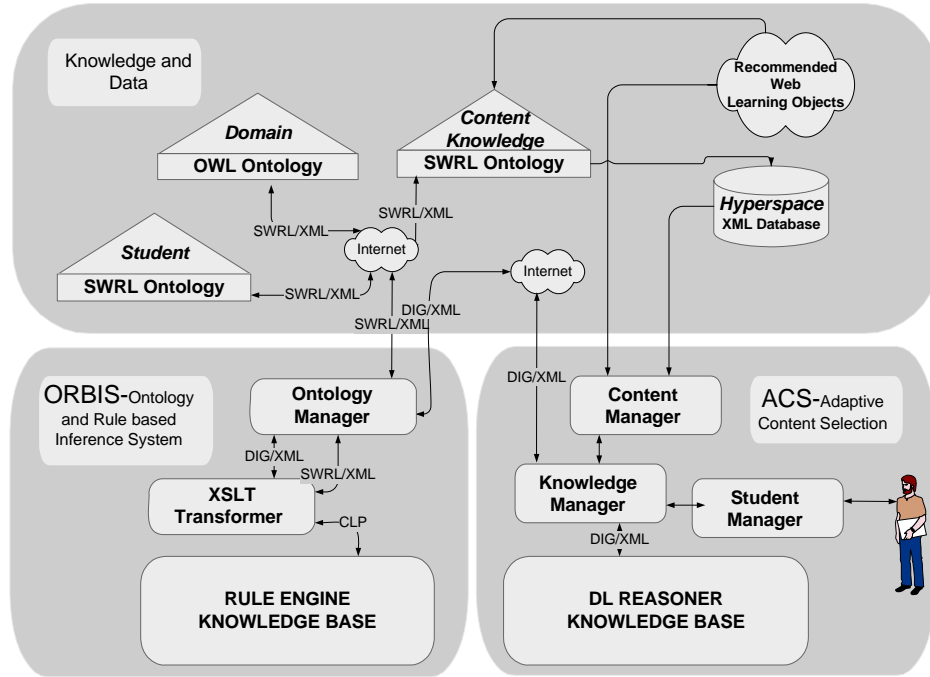 Knowledge and
Data
Recommended
Web
Learning Objects
Domain
OWL Ontology
Content
Knowledge
SWRL Ontology
Hyperspace
XML Database
SWRL/XML
SWRL/XML
Internet
Student
SWRL Ontology
SWRL/XML
Internet
DIG/XML
SWRL/XML
ORBIS-Ontology
and Rule based
Inference System
Ontology
Manager
DIG/XML
SWRL/XML
XSLT
Transformer
CLP
RULE ENGINE
KNOWLEDGE BASE
DIG/XML
Content
Manager
ACS-Adaptive
Content Selection
Knowledge
Manager
Student
Manager
DIG/XML
DL REASONER
KNOWLEDGE BASE